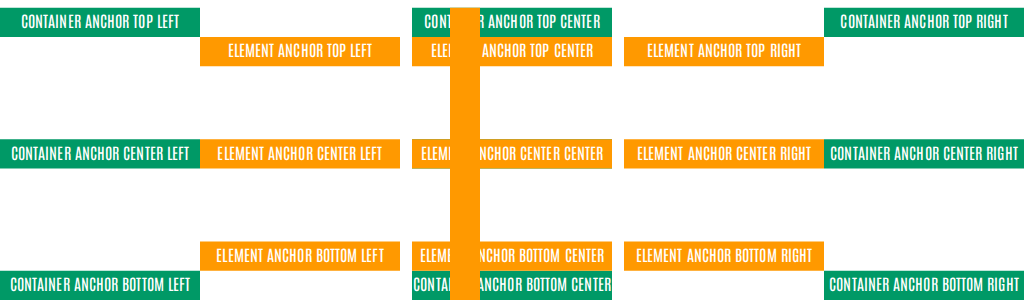 CONTAINER ANCHOR TOP LEFT
ANCHOR TOP CENTER
CONTAINER ANCHOR TOP RIGHT
ELEMENT ANCHOR TOP LEFT
ANCHOR TOP CENTER
ELEMENT ANCHOR TOP RIGHT
CONTAINER ANCHOR CENTER LEFT
ELEMENT ANCHOR CENTER LEFT
CENTER CENTER
ELEMENT ANCHOR CENTER RIGHT
CONTAINER ANCHOR CENTER RIGHT
ELEMENT ANCHOR BOTTOM LEFT
BOTTOM CENTER
ELEMENT ANCHOR BOTTOM RIGHT
CONTAINER ANCHOR BOTTOM LEFT
ANCHOR BOTTOM CENTER
CONTAINER ANCHOR BOTTOM RIGHT